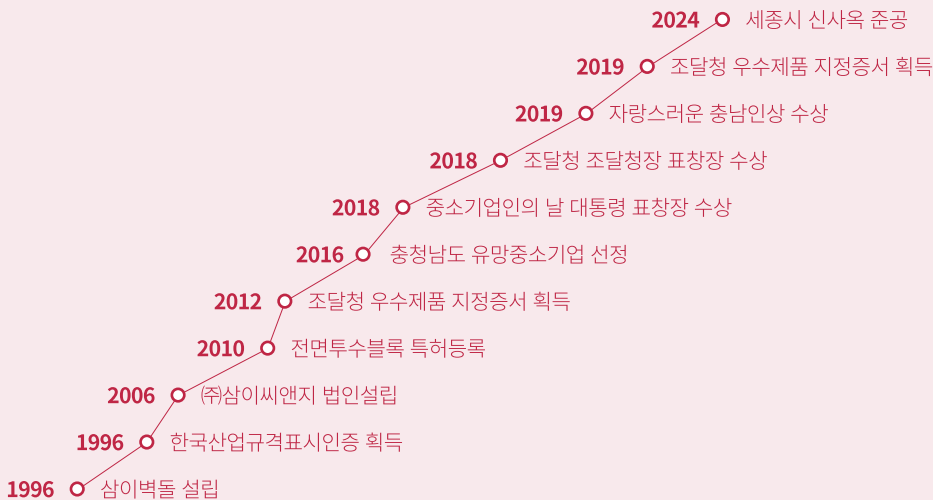 2024 세종시 신사옥 준공
2019 조달청 우수제품 지정증서 획득
2019 자랑스러운 충남인상 수상
2018 조달청 조달청장 표창장 수상
2018 중소기업인의 날 대통령 표창장 수상
2016 충청남도 유망중소기업 선정
2012 조달청 우수제품 지정증서 획득
2010 전면투수블록 특허등록
2006 ㈜삼이씨앤지 법인설립
1996 한국산업규격표시인증 획득
1996 삼이벽돌 설립